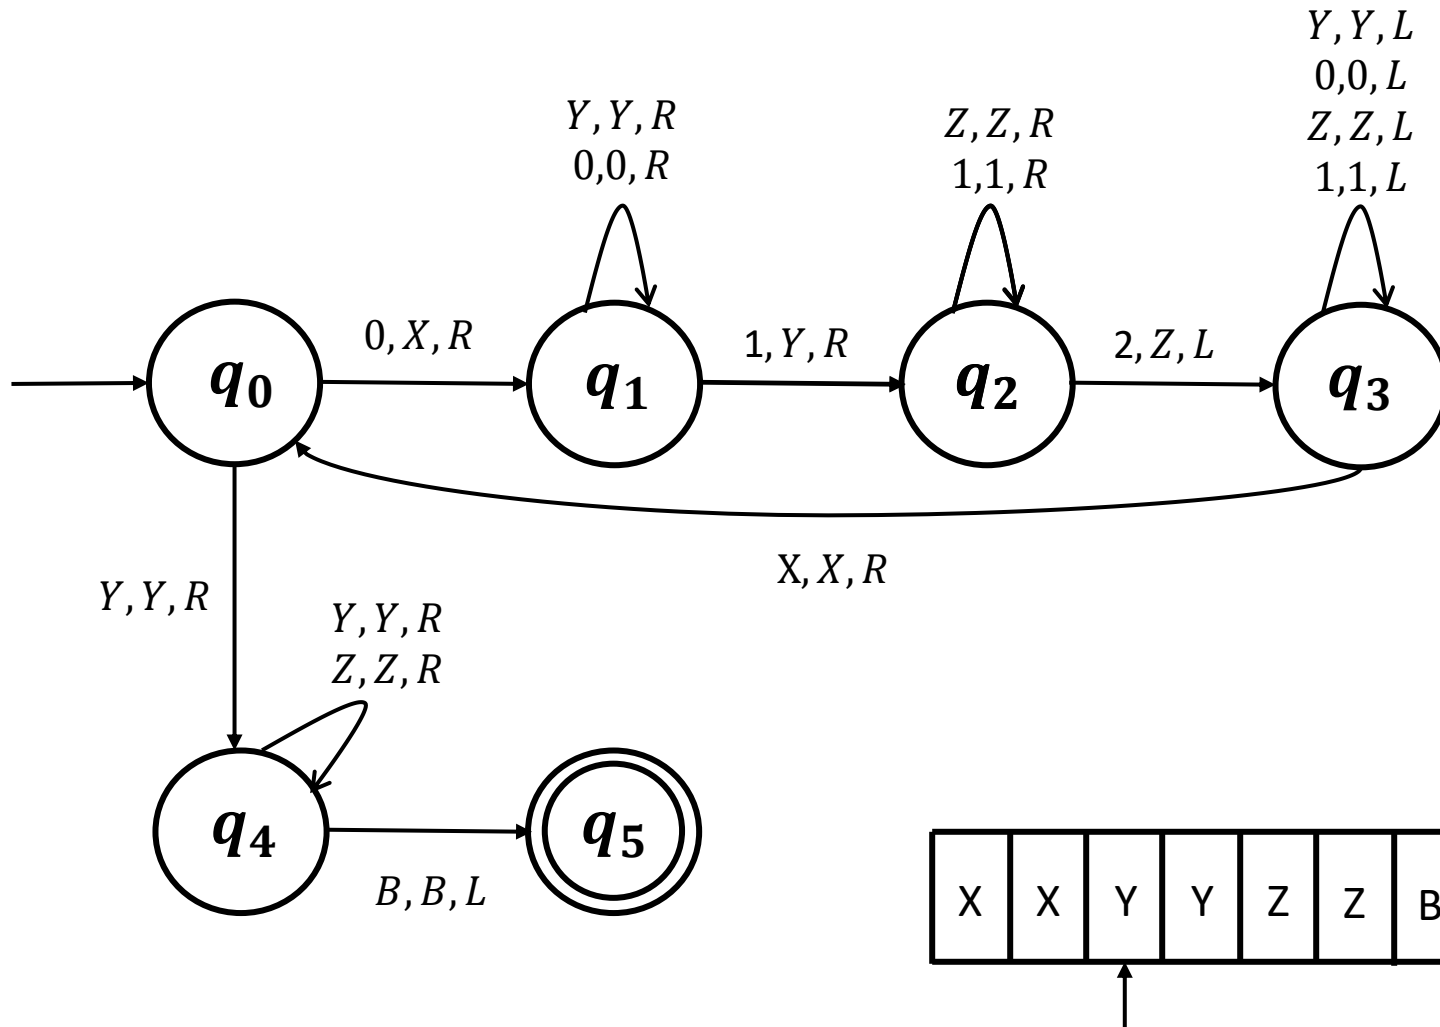 Y, Y, L
0,0, L
Z, Z, L
1,1, L
Y, Y, R
0,0, R
Z, Z, R
1,1, R
0, X, R
1, Y, R
2, Z, L
q0
q1
q2
q3
X, X, R
Y, Y, R
Y, Y, R
Z, Z, R
q4
q5
B, B, L
X X Y Y Z Z B